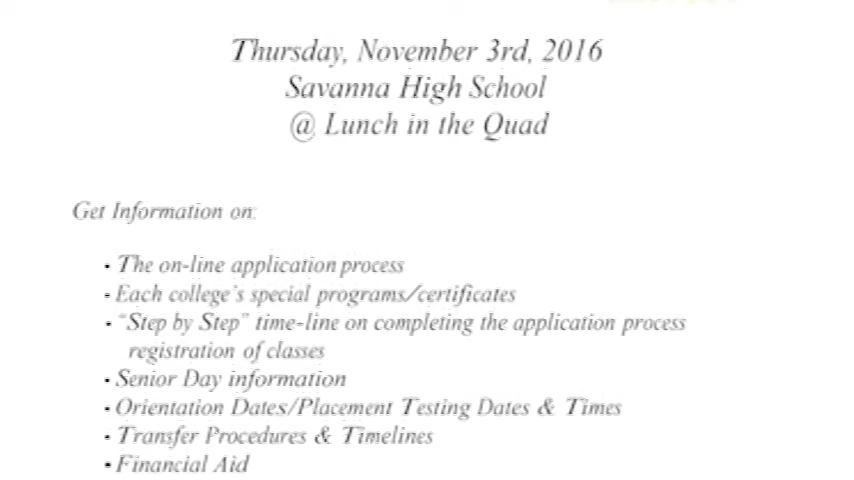 Thursday, November 3rd, 2016
Savanna High School
@ Lunch in the Quad
Get Information on:
• The on-line application process
• Each college's special programs/certificates
• "Step by Step" time-line on completing the application process
registration of classes
• Senior Day information
• Orientation Dates/Placement Testing Dates & Times
• Transfer Procedures & Timelines
• Financial Aid